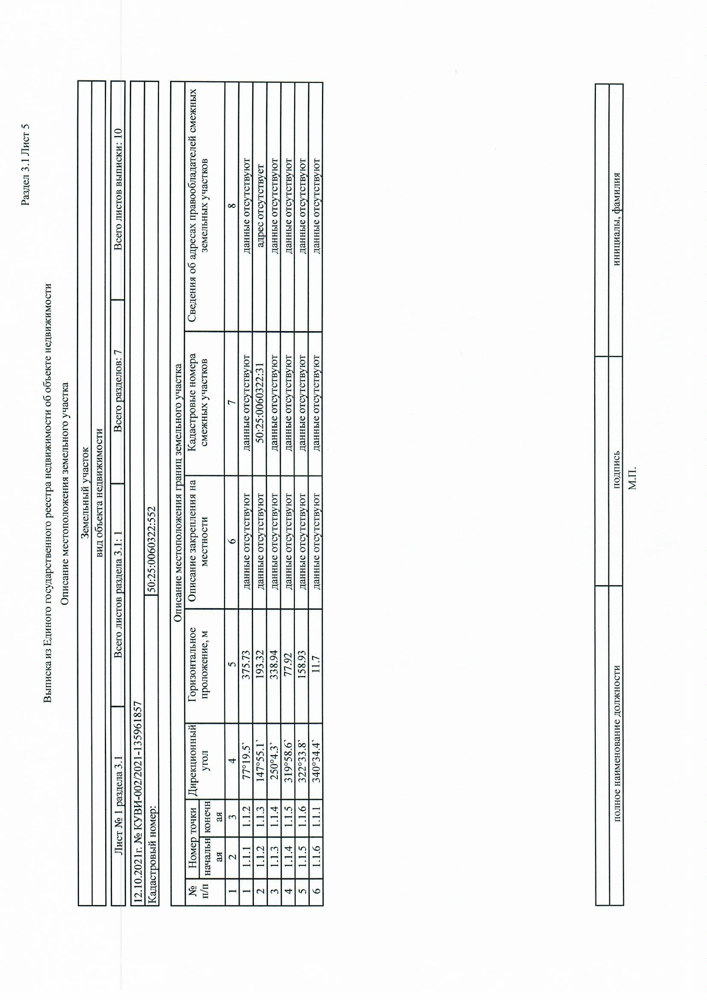 Раздел 3.1 Лист 5
Выписка из Единого государственного реестра недвижимости об объекте недвижимости
Описание местоположения земельного участка
Земельный участок
вид объекта недвижимости
Лист № 1 раздела 3.1 Всего листов раздела 3.1: 1 Всего разделов: 7 Всего листов выписки: 10
12.10.2021г. № КУВИ-002/2021-135961857
Кадастровый номер: 50:25:0060322:552
Описание местоположения границ земельного участка
№ Номер точки Дирекционный Горизонтальное Описание закрепления на Кадастровые номера Сведения об адресах правообладателей смежных
п/п начальн конечн угол проложение, м местности смежных участков земельных участков
ая ая
1 2 3 4 5 6 7 8
1 1.1.1 1.1.2 77°19.5` 375.73 данные отсутствуют данные отсутствуют данные отсутствуют
2 1.1.2 1.1.3 147°55.1` 193.32 данные отсутствуют 50:25:0060322:31 адрес отсутствует
3 1.1.3 1.1.4 250°4.3` 338.94 данные отсутствуют данные отсутствуют данные отсутствуют
4 1.1.4 1.1.5 319°58.6` 77.92 данные отсутствуют данные отсутствуют данные отсутствуют
5 1.1.5 1.1.6 322°33.8` 158.93 данные отсутствуют данные отсутствуют данные отсутствуют
6 1.1.6 1.1.1 340°34.4` 11.7 данные отсутствуют данные отсутствуют данные отсутствуют
полное наименование должности подпись инициалы, фамилия
М.П.